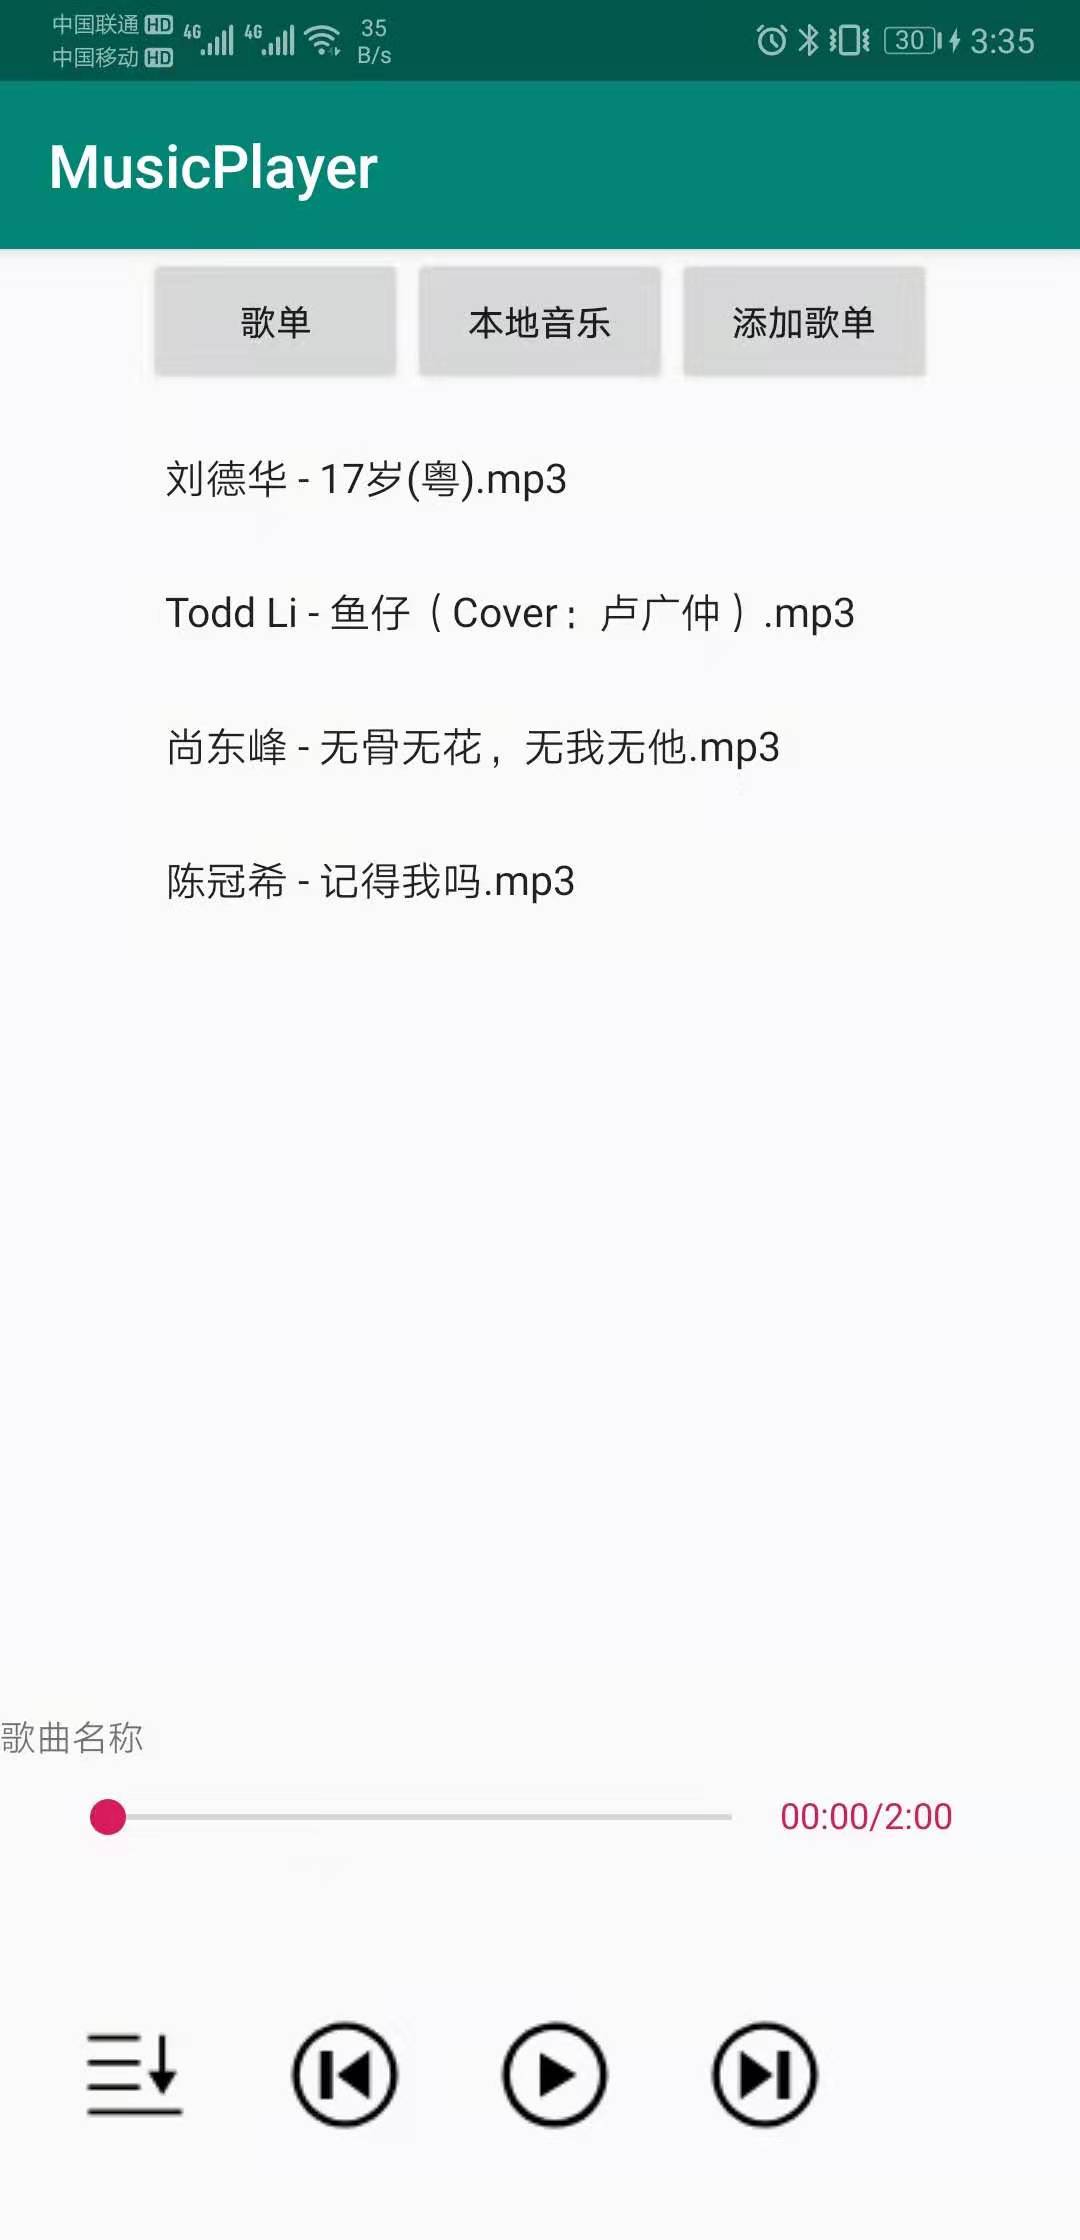 中国联通 HD 4G 4G 35
中国移动 HD B/s 30 3:35
MusicPlayer
歌单 本地音乐 添加歌单
刘德华 - 17岁(粤).mp3
Todd Li - 鱼仔（Cover：卢广仲）.mp3
尚东峰 - 无骨无花，无我无他.mp3
陈冠希 - 记得我吗.mp3
歌曲名称
00:00/2:00